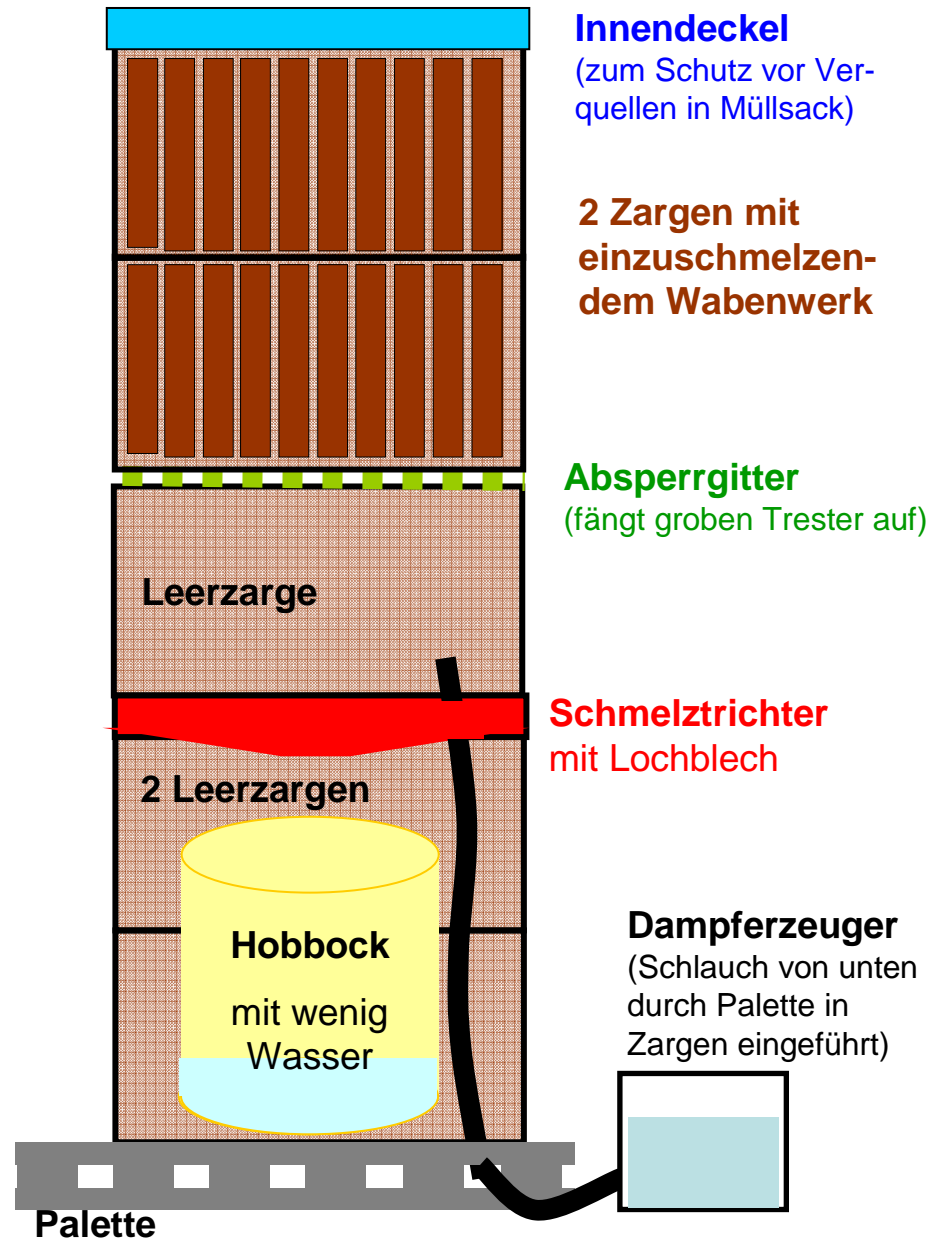 Innendeckel
(zum Schutz vor Ver-
quellen in Müllsack)
2 Zargen mit
einzuschmelzen-
dem Wabenwerk
Absperrgitter
(fängt groben Trester auf)
Leerzarge
Schmelztrichter
mit Lochblech
2 Leerzargen
Hobbock
mit wenig
Wasser
Dampferzeuger
(Schlauch von unten
durch Palette in
Zargen eingeführt)
Palette